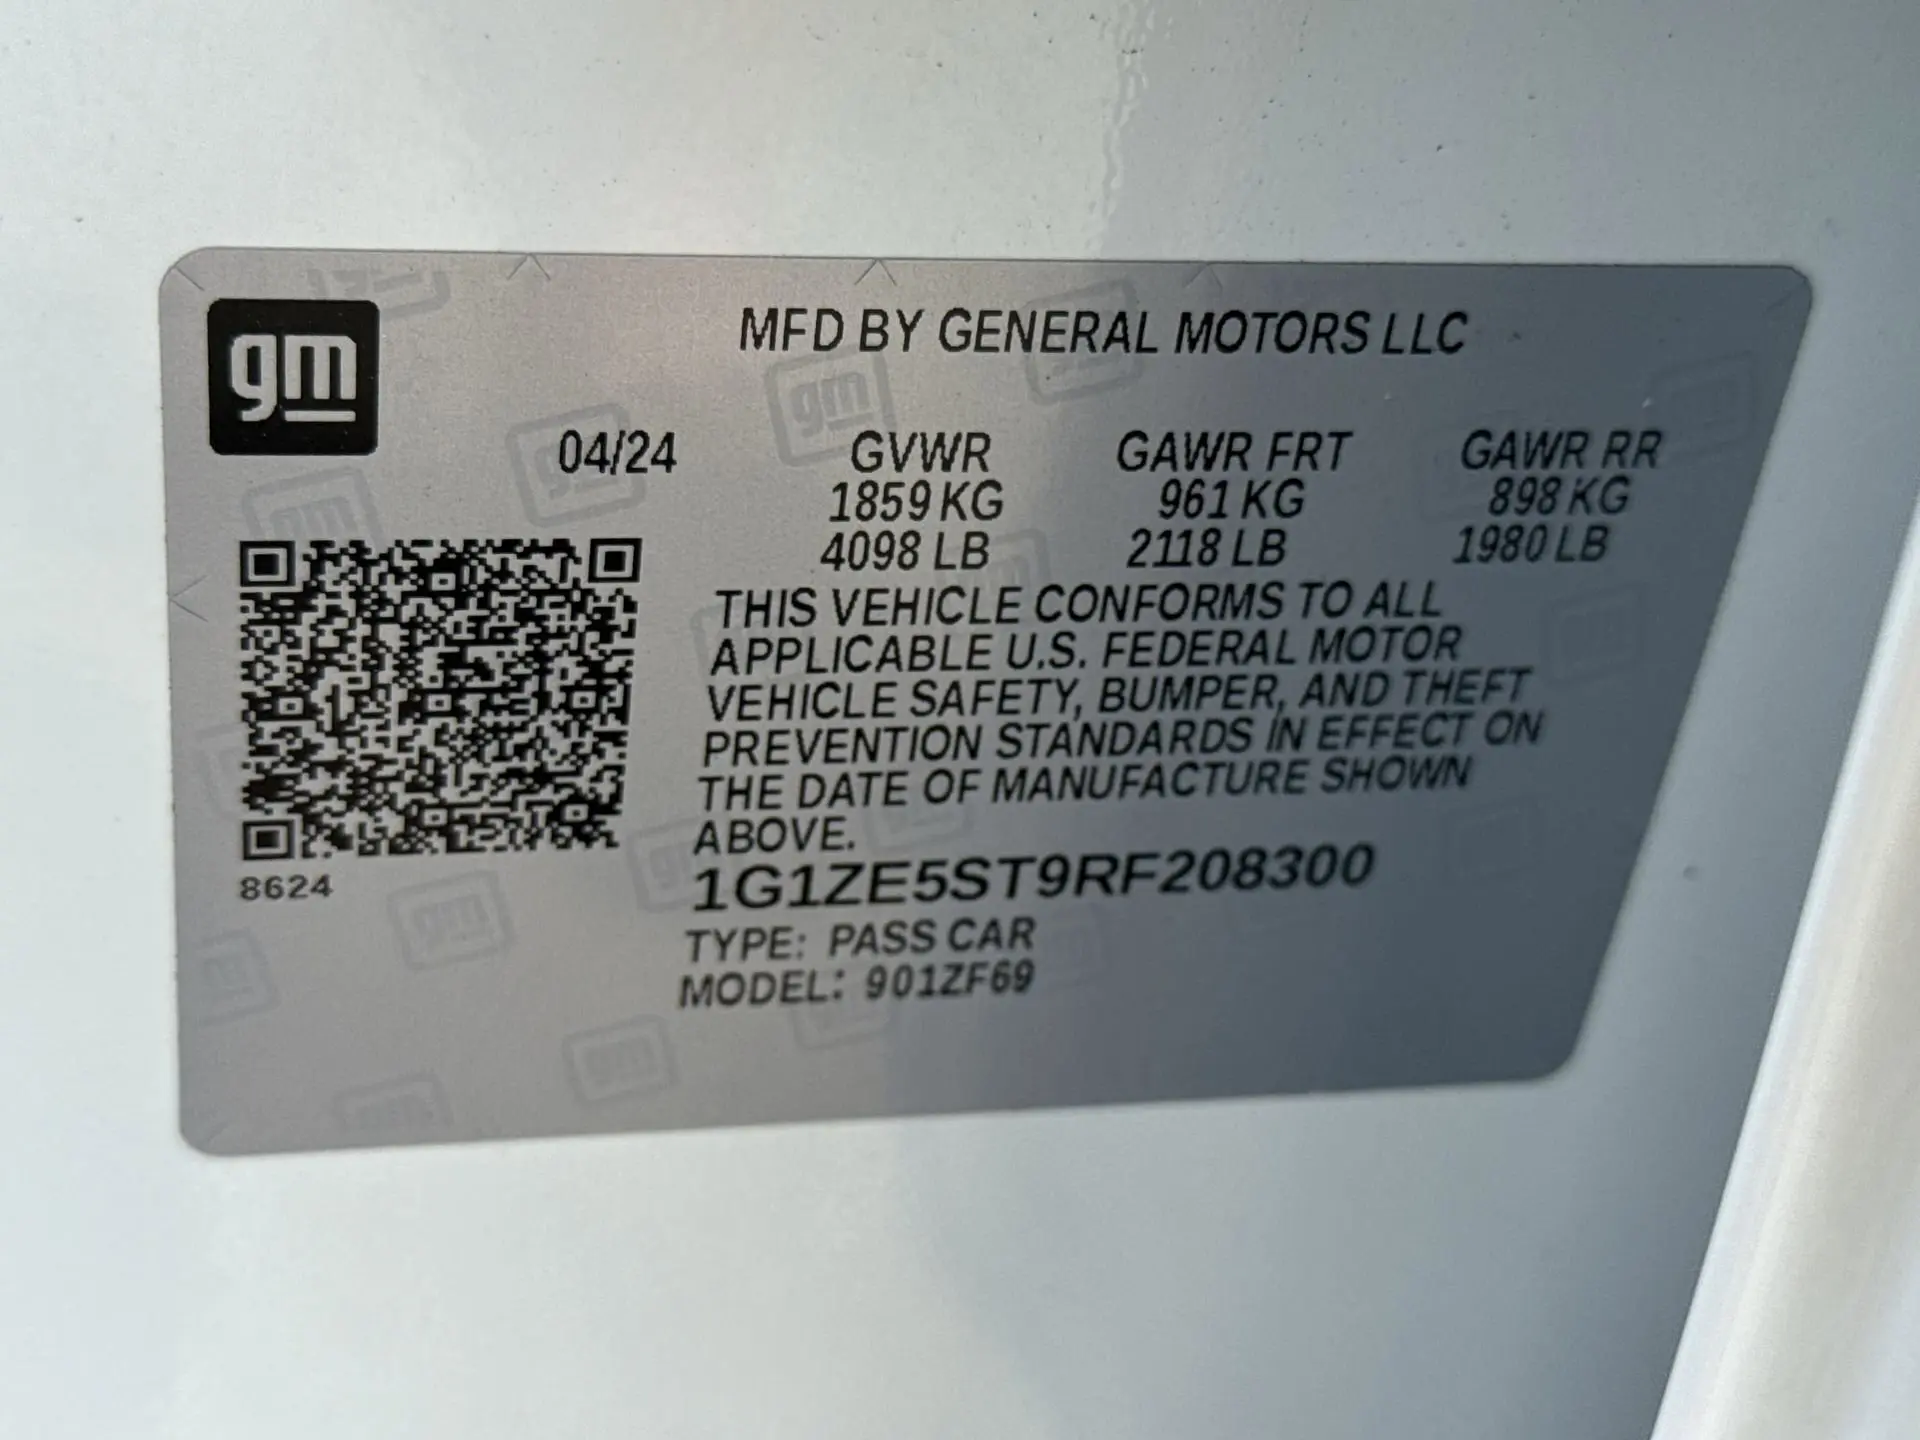 gm
MFD BY GENERAL MOTORS LLC
04/24 GVWR GAWR FRT GAWR RR
1859 KG 961 KG 898 KG
4098 LB 2118 LB 1980 LB
THIS VEHICLE CONFORMS TO ALL
APPLICABLE U.S. FEDERAL MOTOR
VEHICLE SAFETY, BUMPER, AND THEFT
PREVENTION STANDARDS IN EFFECT ON
THE DATE OF MANUFACTURE SHOWN
ABOVE.
8624
1G1ZE5ST9RF208300
TYPE: PASS CAR
MODEL: 901ZF69